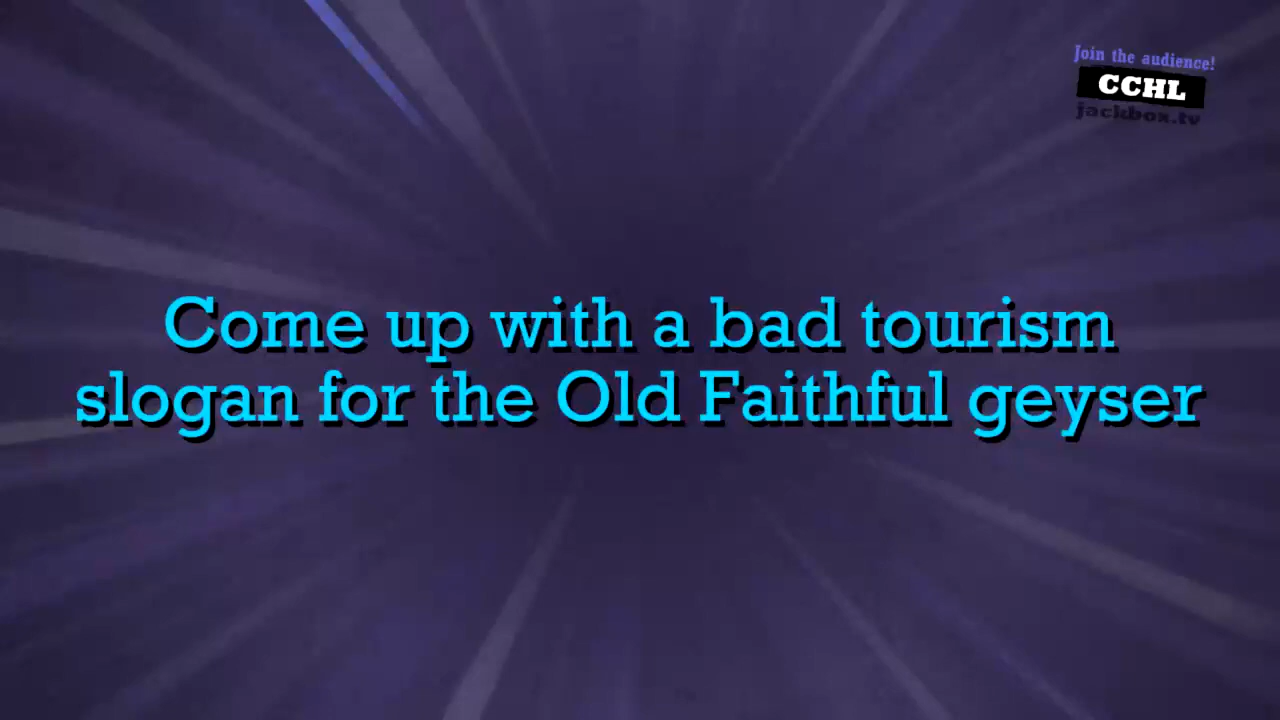 Join the audience!
CCHL
jackbox.tv
Come up with a bad tourism
slogan for the Old Faithful geyser